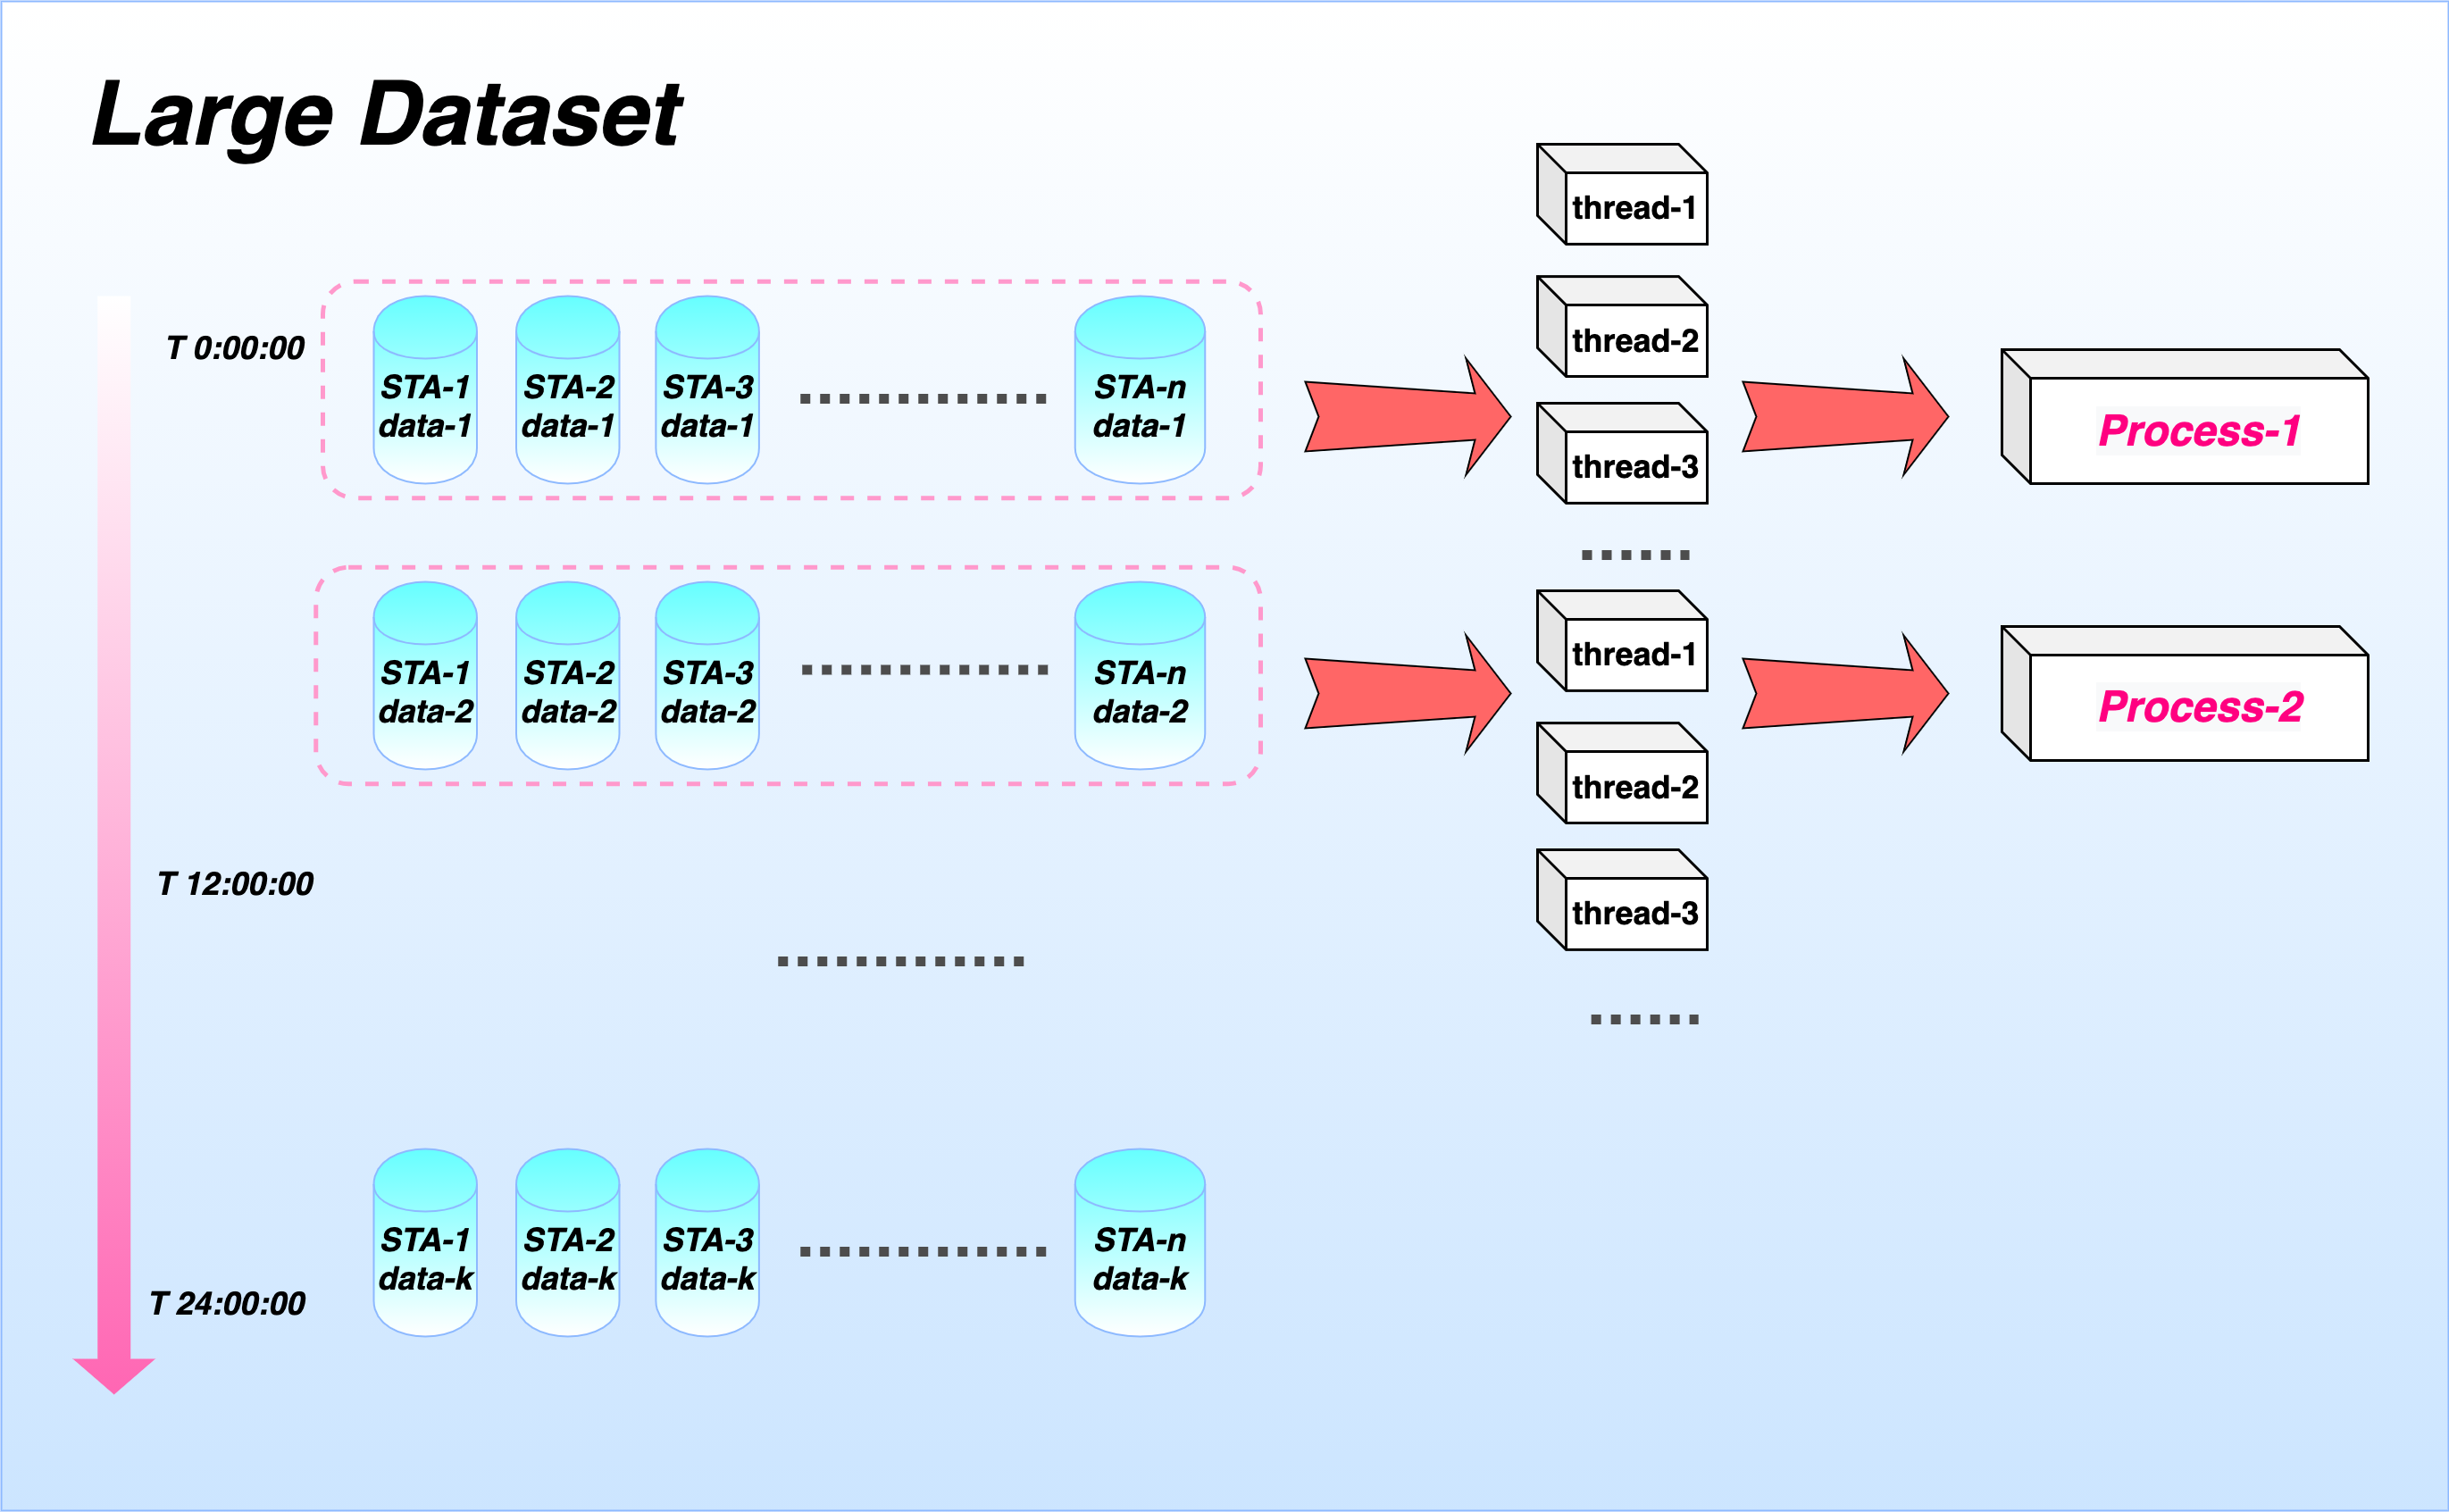 Large Dataset
T 0:00:00
STA-1
data-1
STA-2
data-1
STA-3
data-1
STA-n
data-1
thread-1
thread-2
thread-3
Process-1
STA-1
data-2
STA-2
data-2
STA-3
data-2
STA-n
data-2
thread-1
thread-2
thread-3
Process-2
T 12:00:00
T 24:00:00
STA-1
data-k
STA-2
data-k
STA-3
data-k
STA-n
data-k